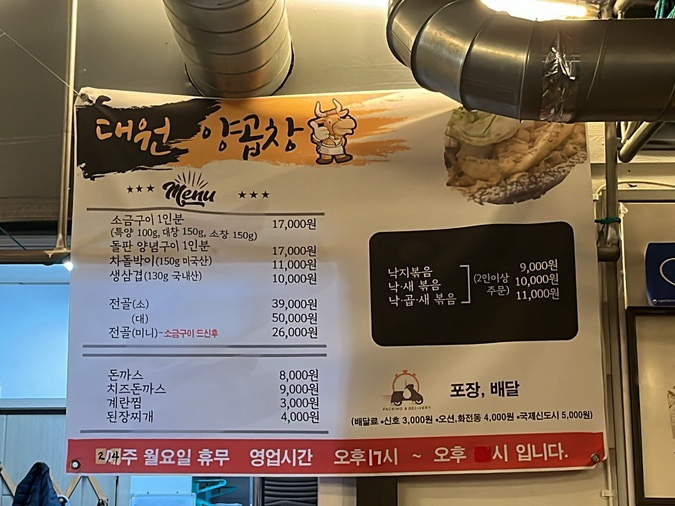 대원 양곱창
Menu
소금구이 1인분 17,000원
(특양 100g, 대창 150g, 소창 150g)
돌판 양념구이 1인분 17,000원
차돌박이(150g 미국산) 11,000원
생삼겹(130g 국내산) 10,000원
전골(소) 39,000원
(대) 50,000원
전골(미니)-소금구이 드신후 26,000원
돈까스 8,000원
치즈돈까스 9,000원
계란찜 3,000원
된장찌개 4,000원
낙지볶음 9,000원
낙·새 볶음 (2인이상 주문) 10,000원
낙·곱·새 볶음 11,000원
PACKING & DELIVERY
포장, 배달
(배달료 •신호 3,000원 •오션,화전동 4,000원 •국제신도시 5,000원)
2/4주 월요일 휴무 영업시간 오후 시 ~ 오후 시 입니다.